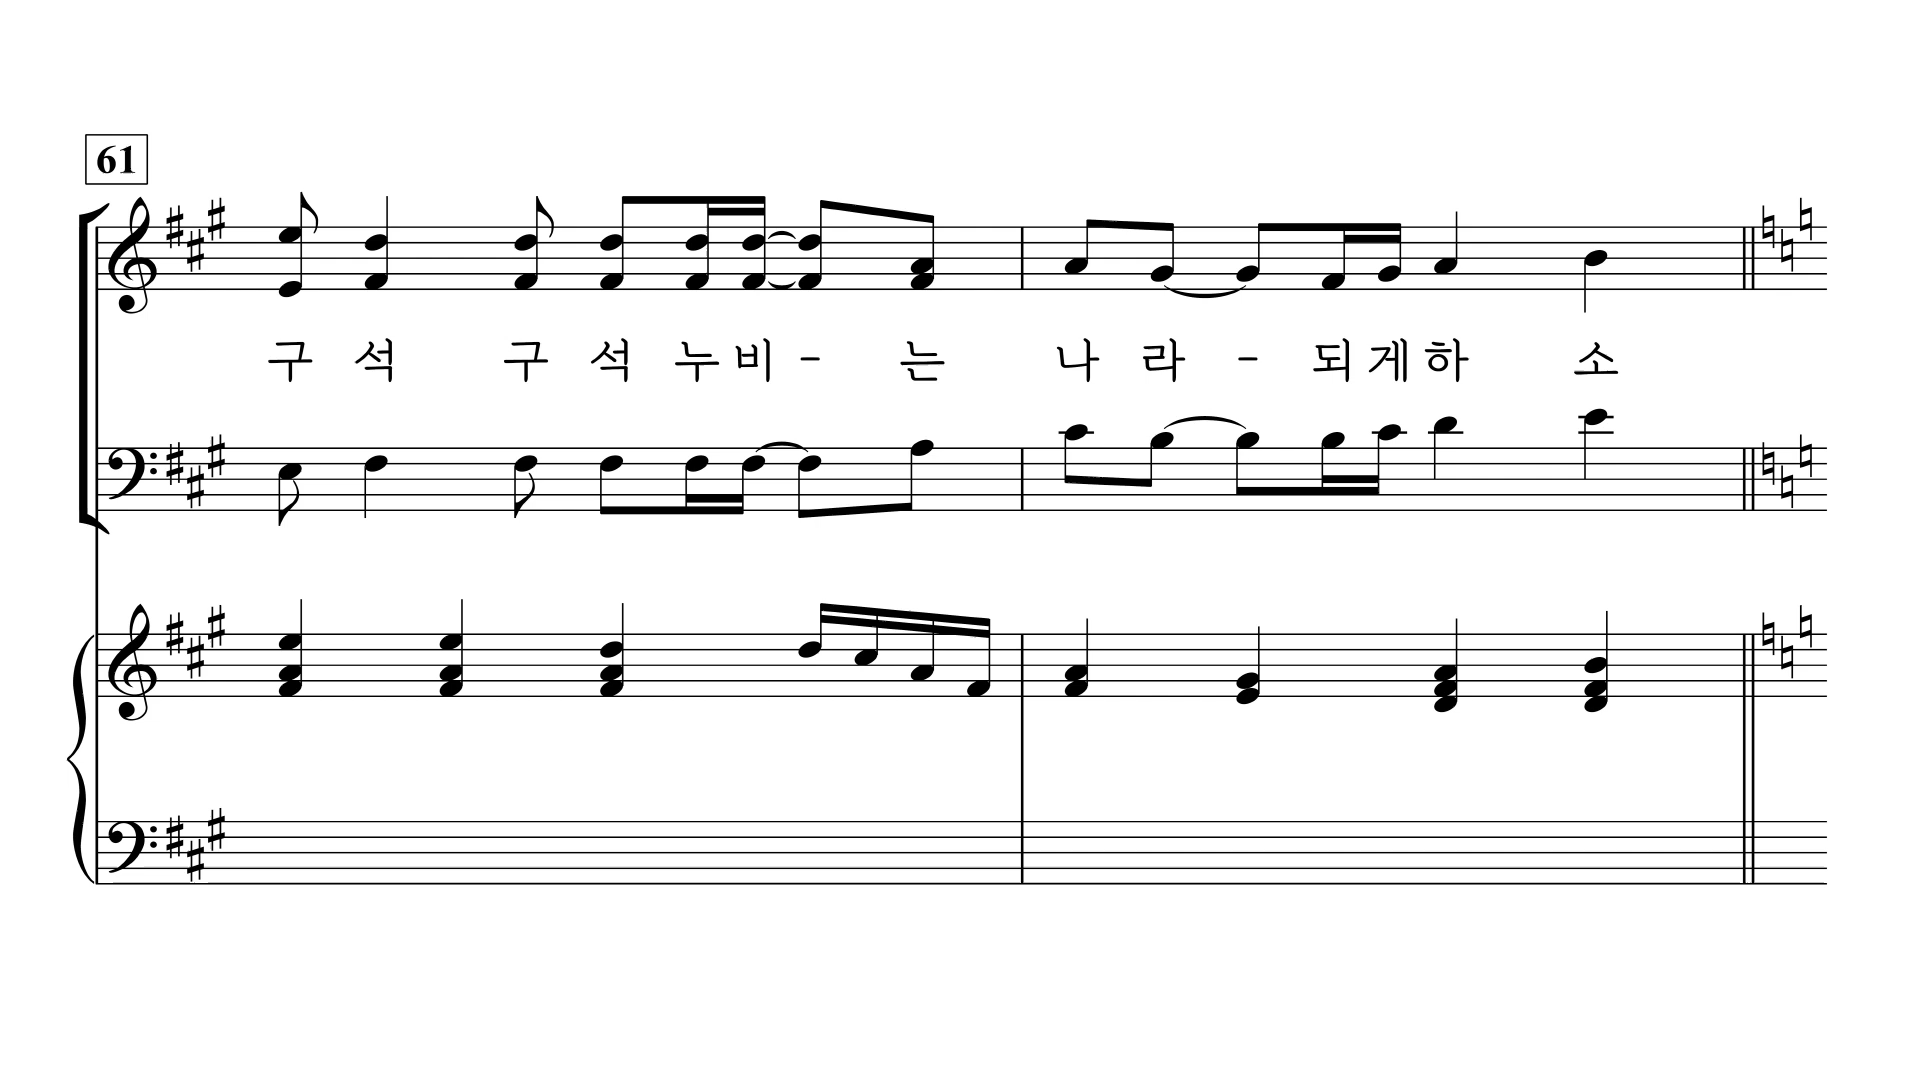 61
구 석 구 석 누 비 - 는 나 라 - 되 게 하 소